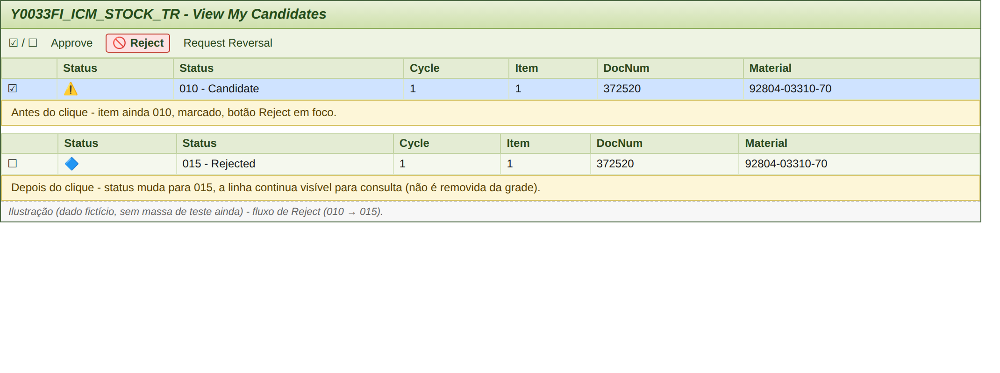 Y0033FI_ICM_STOCK_TR - View My Candidates
☑ / ☐ Approve 🚫 Reject Request Reversal
Status Status Cycle Item DocNum Material
☑ ⚠️ 010 - Candidate 1 1 372520 92804-03310-70
Antes do clique - item ainda 010, marcado, botão Reject em foco.
Status Status Cycle Item DocNum Material
☐ 🔷 015 - Rejected 1 1 372520 92804-03310-70
Depois do clique - status muda para 015, a linha continua visível para consulta (não é removida da grade).
Ilustração (dado fictício, sem massa de teste ainda) - fluxo de Reject (010 → 015).